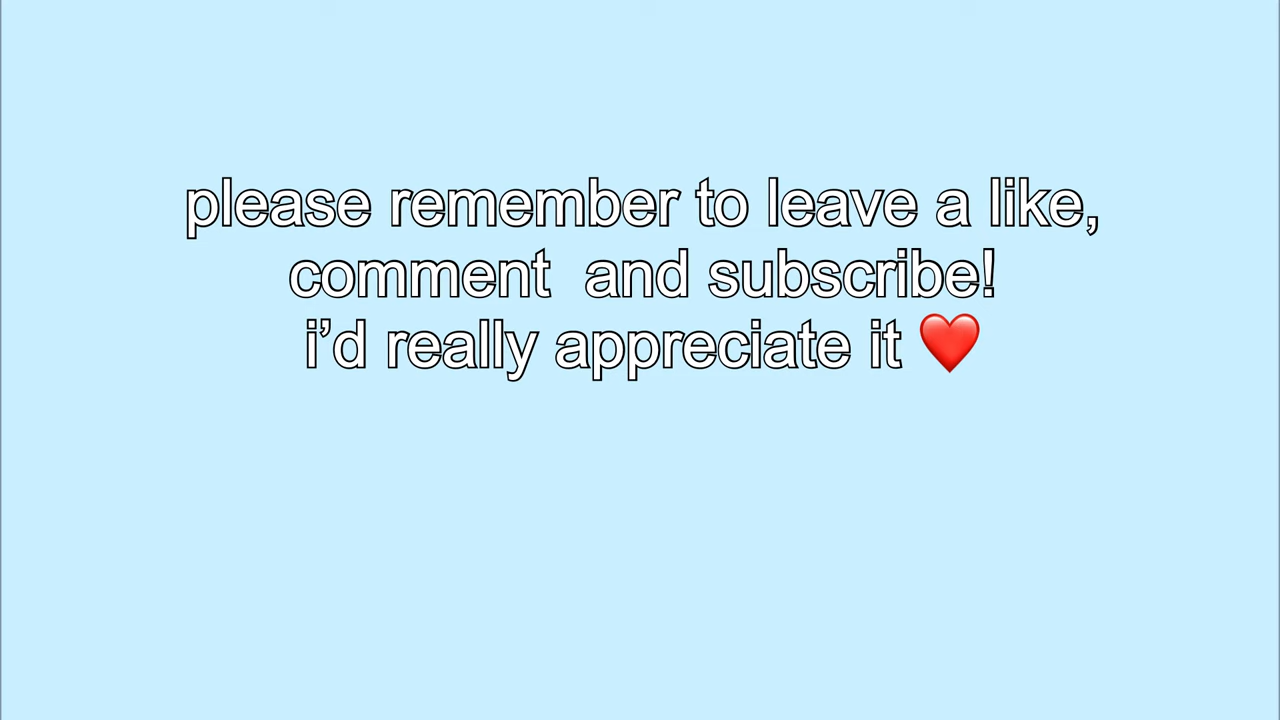 please remember to leave a like,
comment  and subscribe!
i’d really appreciate it ❤️